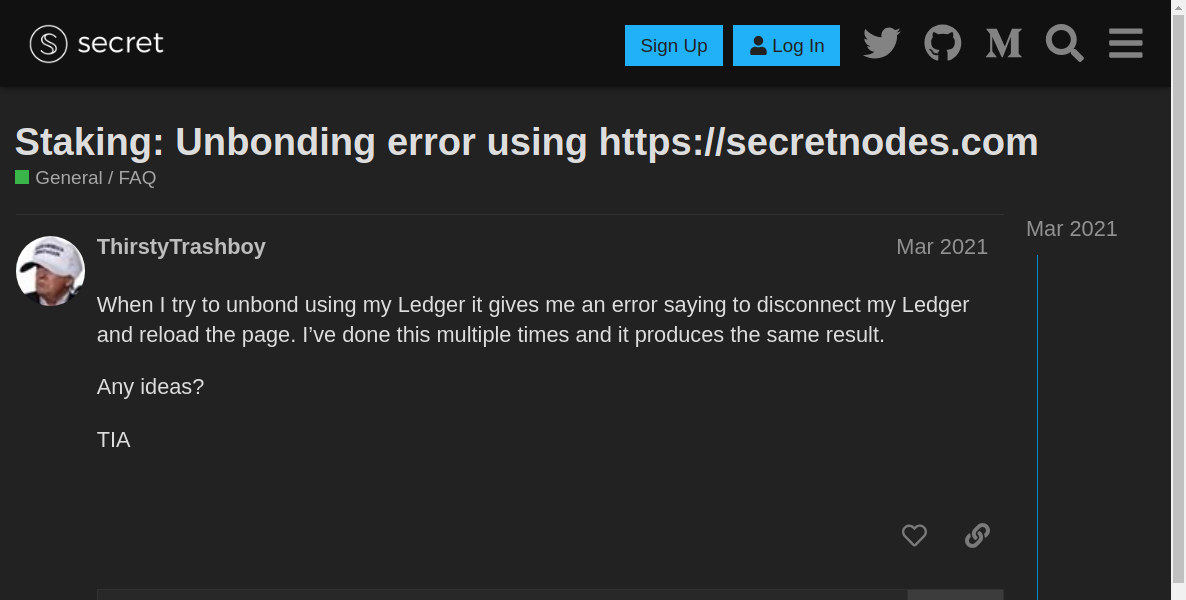 secret
Sign Up
Log In
Staking: Unbonding error using https://secretnodes.com
General / FAQ
Mar 2021
ThirstyTrashboy
Mar 2021
When I try to unbond using my Ledger it gives me an error saying to disconnect my Ledger
and reload the page. I’ve done this multiple times and it produces the same result.
Any ideas?
TIA